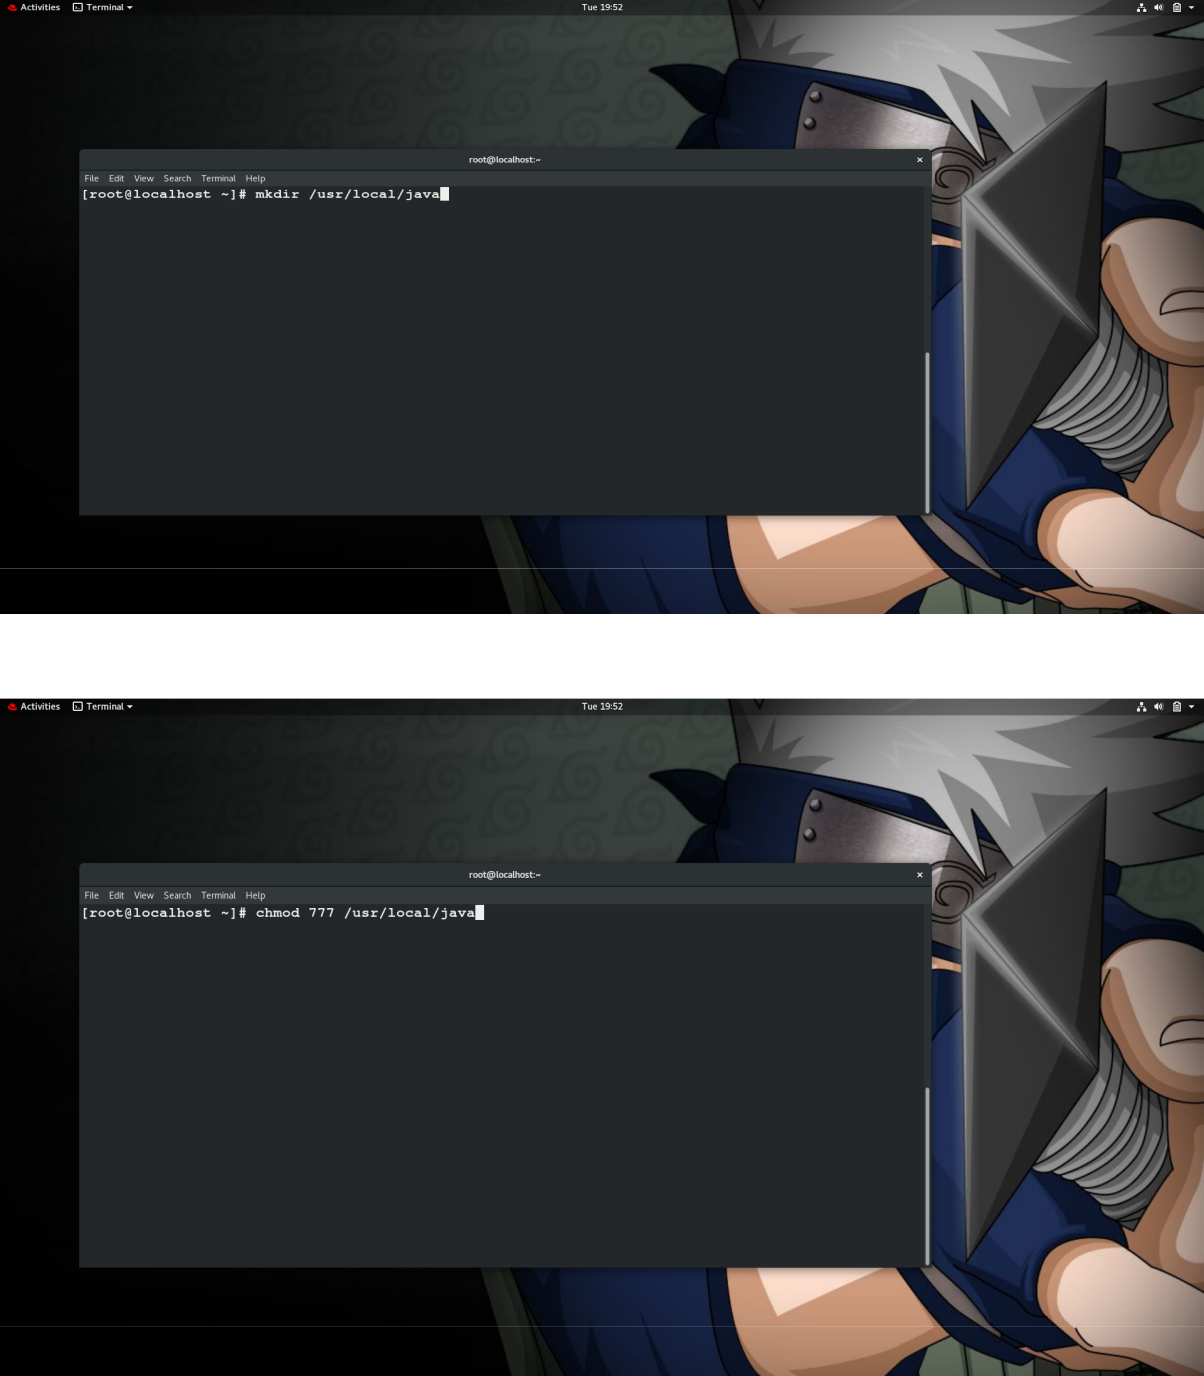 Activities Terminal Tue 19:52
root@localhost:~ ×
File Edit View Search Terminal Help
[root@localhost ~]# mkdir /usr/local/java
Activities Terminal Tue 19:52
root@localhost:~ ×
File Edit View Search Terminal Help
[root@localhost ~]# chmod 777 /usr/local/java